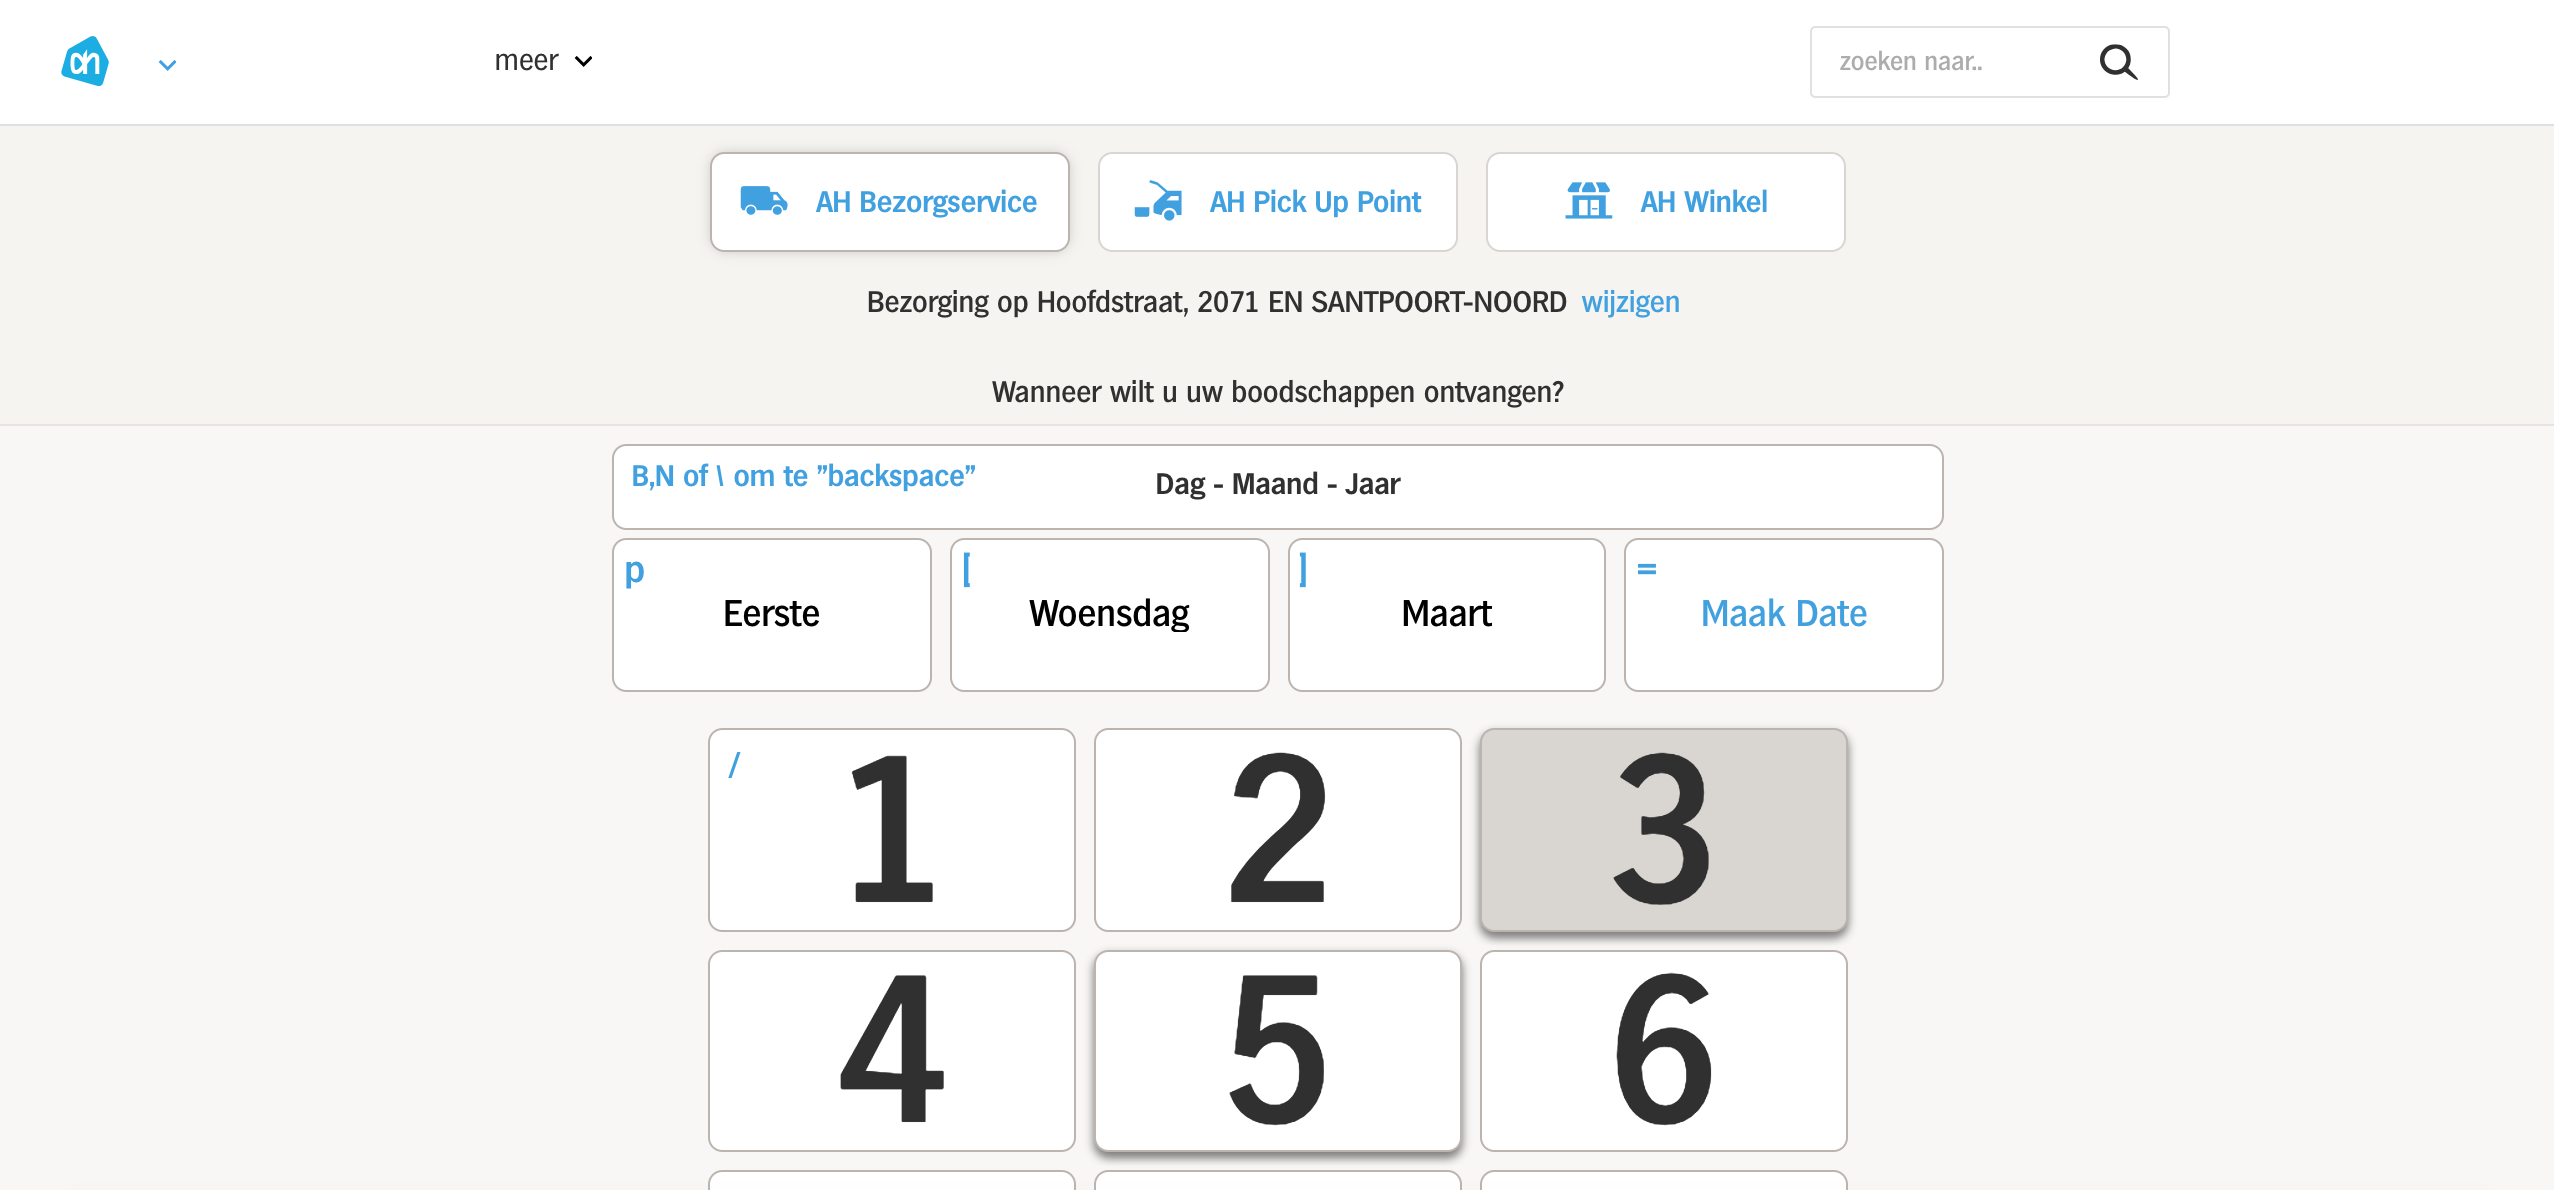 ah
meer
zoeken naar..
AH Bezorgservice
AH Pick Up Point
AH Winkel
Bezorging op Hoofdstraat, 2071 EN SANTPOORT-NOORD wijzigen
Wanneer wilt u uw boodschappen ontvangen?
B,N of \ om te ”backspace”
Dag - Maand - Jaar
p
Eerste
[
Woensdag
]
Maart
=
Maak Date
/
1
2
3
4
5
6